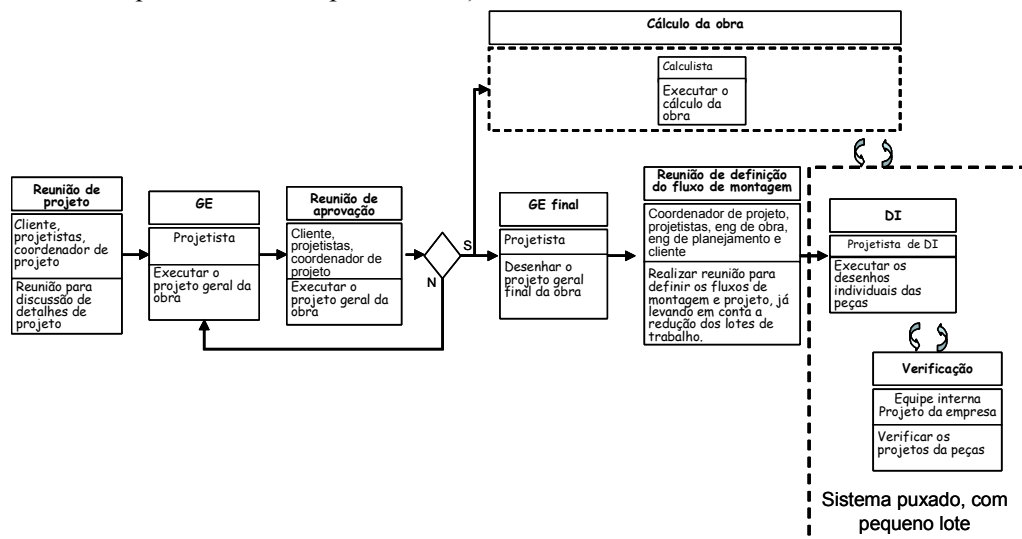 Cálculo da obra
Calculista
Executar o
cálculo da
obra
Reunião de
projeto
Cliente,
projetistas,
coordenador de
projeto
Reunião para
discussão de
detalhes de
projeto
GE
Projetista
Executar o
projeto geral da
obra
Reunião de
aprovação
Cliente,
projetistas,
coordenador de
projeto
Executar o
projeto geral da
obra
S
N
GE final
Projetista
Desenhar o
projeto geral
final da obra
Reunião de definição
do fluxo de montagem
Coordenador de projeto,
projetistas, eng de obra,
eng de planejamento e
cliente
Realizar reunião para
definir os fluxos de
montagem e projeto, já
levando em conta a
redução dos lotes de
trabalho.
DI
Projetista de DI
Executar os
desenhos
individuais das
peças
Verificação
Equipe interna
Projeto da empresa
Verificar os
projetos da peças
Sistema puxado, com
pequeno lote